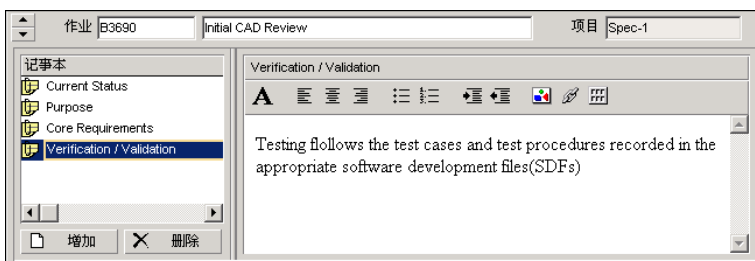 作业 B3690 Initial CAD Review 项目 Spec-1
记事本
Current Status
Purpose
Core Requirements
Verification / Validation
增加 删除
Verification / Validation
A
Testing flollows the test cases and test procedures recorded in the
appropriate software development files(SDFs)